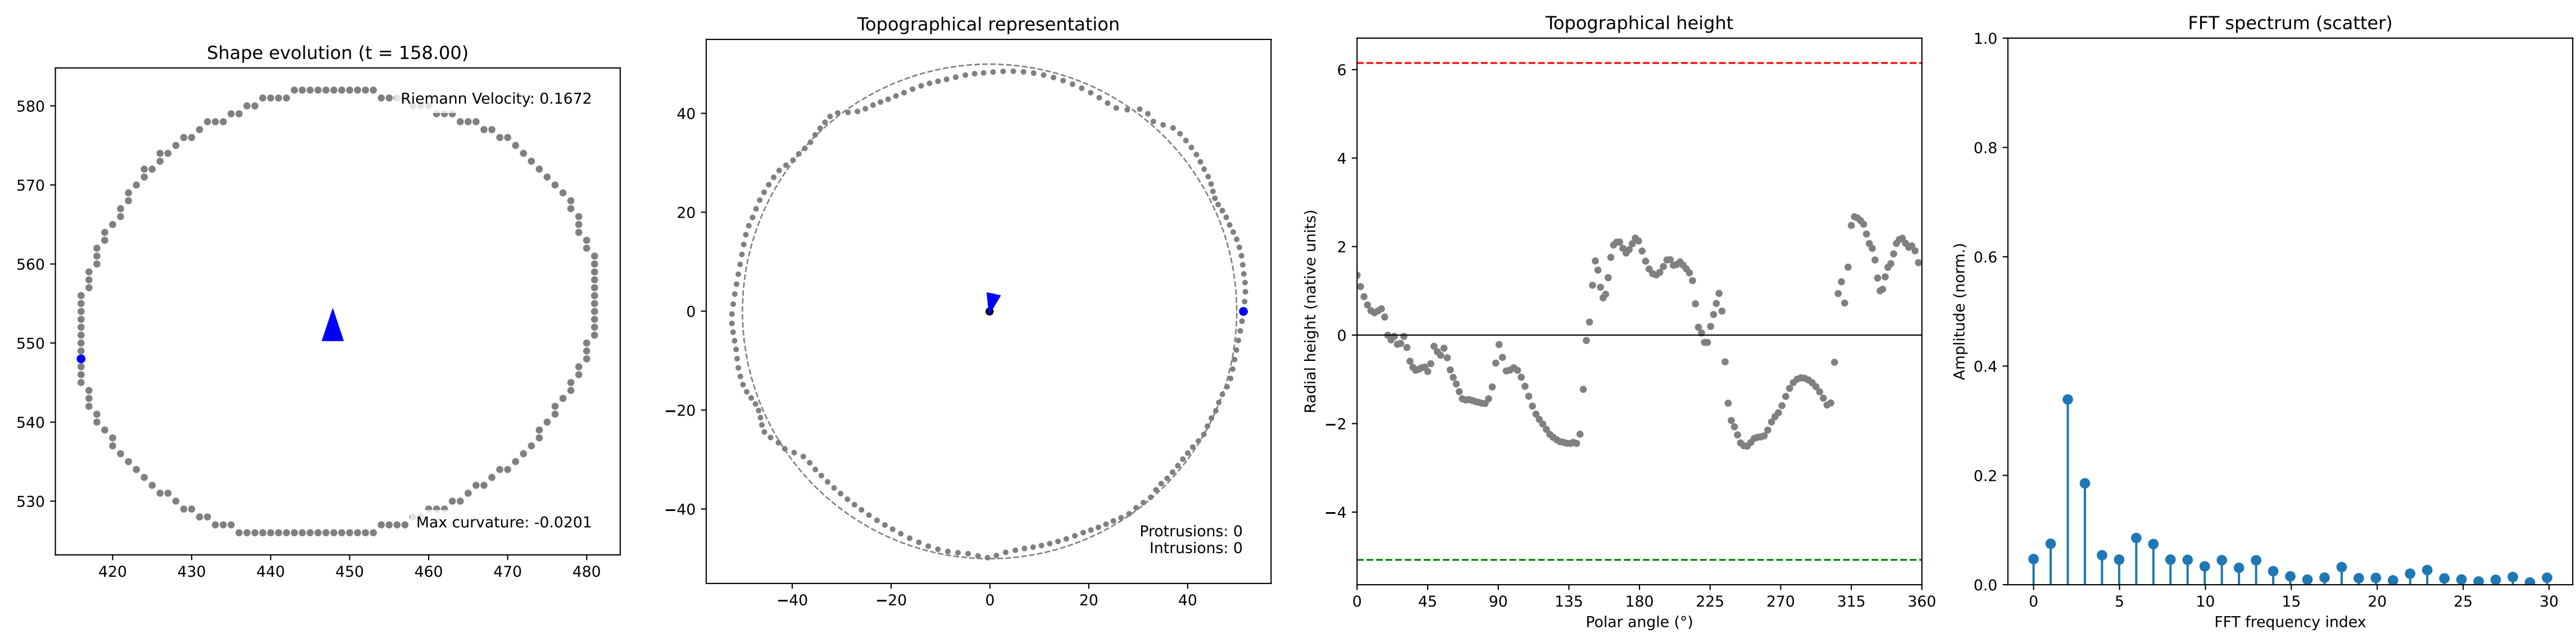 Shape evolution (t = 158.00)
Riemann Velocity: 0.1672
Max curvature: -0.0201
580
570
560
550
540
530
420 430 440 450 460 470 480
Topographical representation
Protrusions: 0
Intrusions: 0
40
20
0
−20
−40
−40 −20 0 20 40
Topographical height
Radial height (native units)
6
4
2
0
−2
−4
0 45 90 135 180 225 270 315 360
Polar angle (°)
FFT spectrum (scatter)
Amplitude (norm.)
1.0
0.8
0.6
0.4
0.2
0.0
0 5 10 15 20 25 30
FFT frequency index